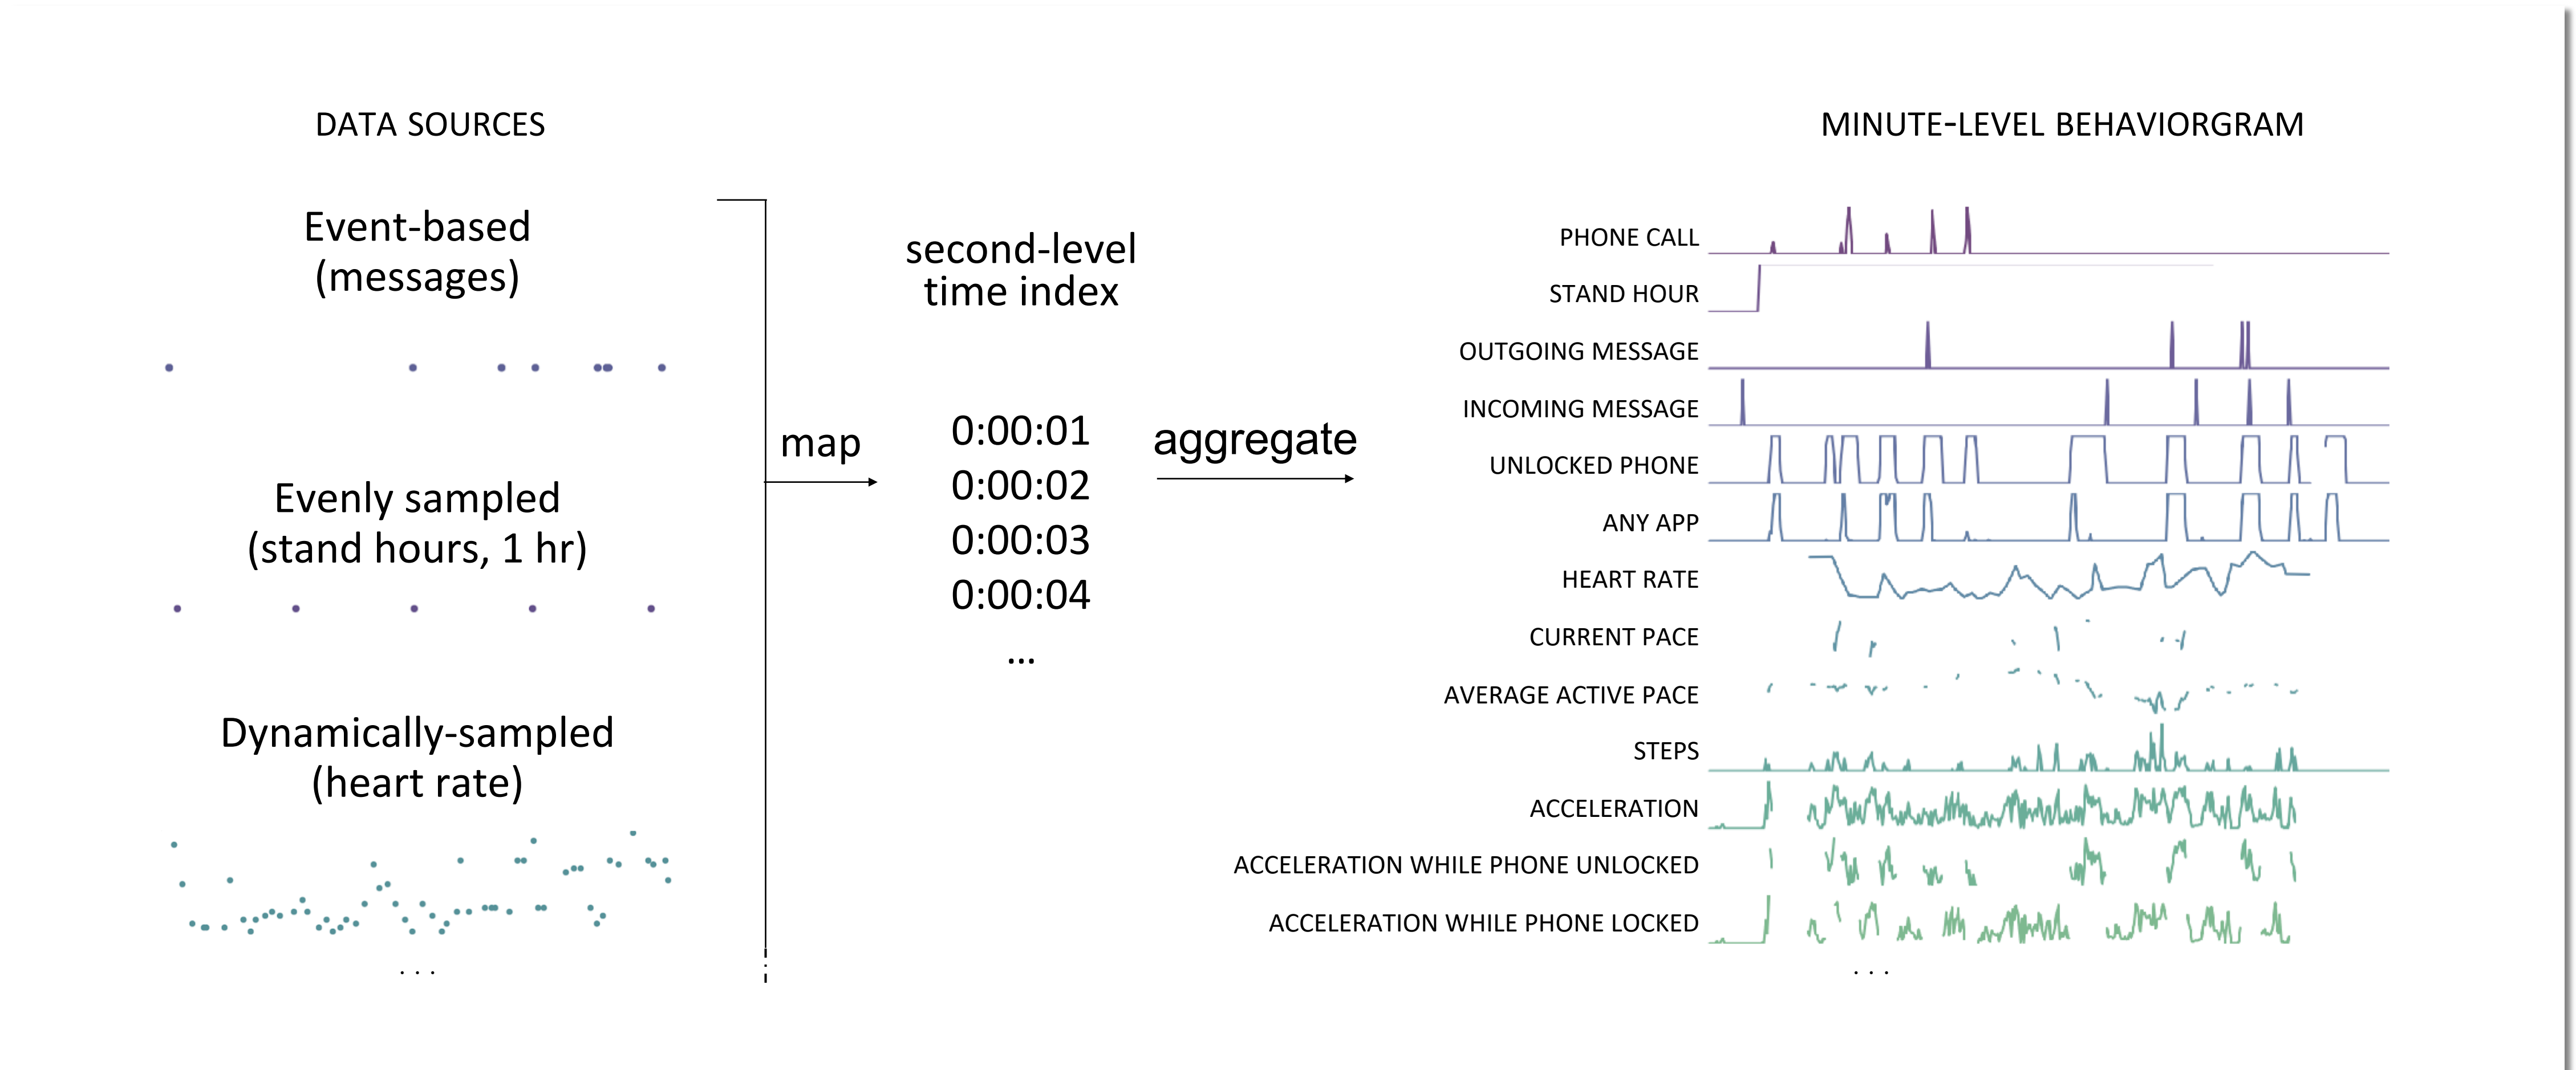 DATA SOURCES
Event-based
(messages)
Evenly sampled
(stand hours, 1 hr)
Dynamically-sampled
(heart rate)
. . .
map
second-level
time index
0:00:01
0:00:02
0:00:03
0:00:04
...
aggregate
MINUTE-LEVEL BEHAVIORGRAM
PHONE CALL
STAND HOUR
OUTGOING MESSAGE
INCOMING MESSAGE
UNLOCKED PHONE
ANY APP
HEART RATE
CURRENT PACE
AVERAGE ACTIVE PACE
STEPS
ACCELERATION
ACCELERATION WHILE PHONE UNLOCKED
ACCELERATION WHILE PHONE LOCKED
. . .